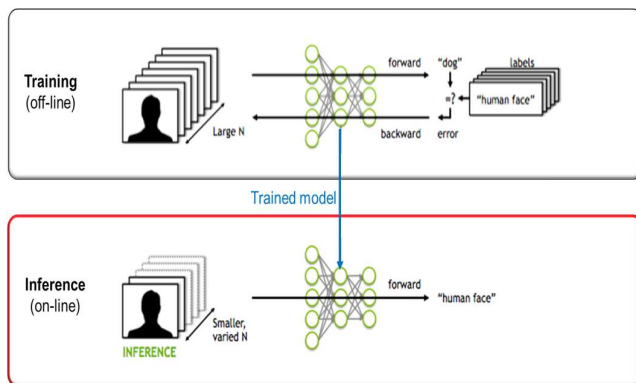 Training
(off-line)
Large N
forward
backward
"dog"
=?
error
labels
"human face"
Trained model
Inference
(on-line)
INFERENCE
Smaller,
varied N
forward
"human face"